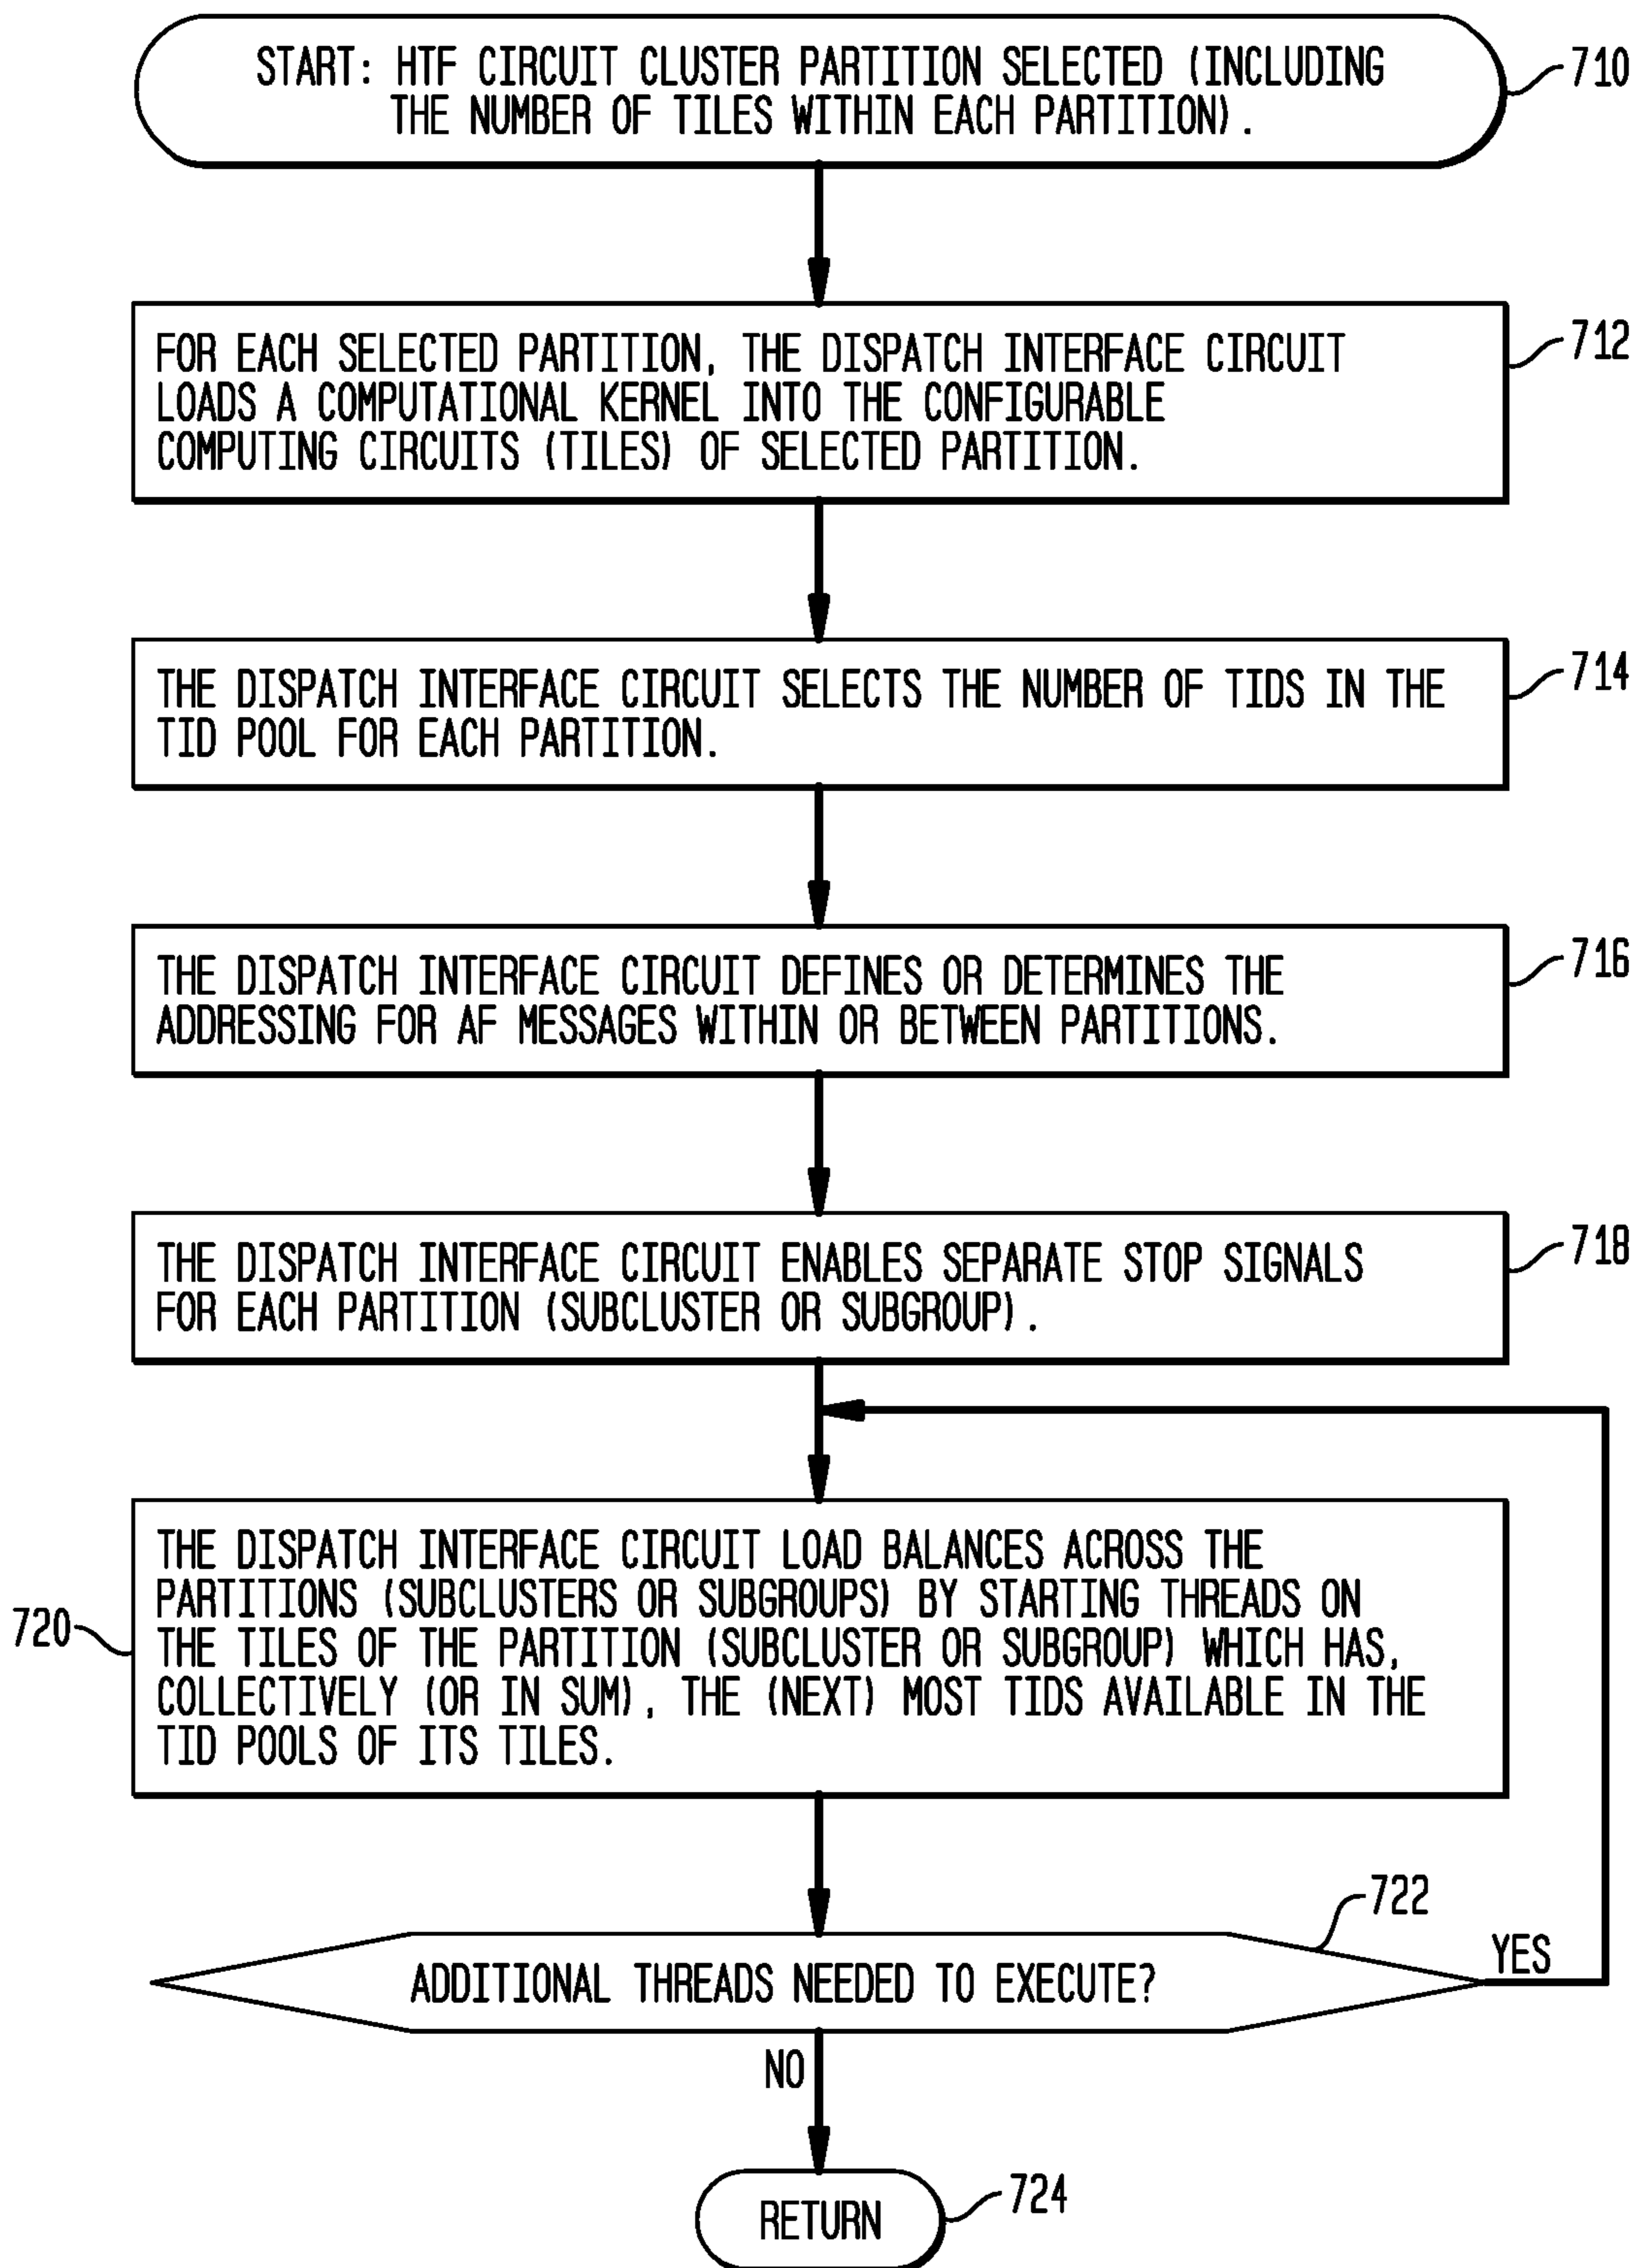 START: HTF CIRCUIT CLUSTER PARTITION SELECTED (INCLUDING
THE NUMBER OF TILES WITHIN EACH PARTITION).
710
FOR EACH SELECTED PARTITION, THE DISPATCH INTERFACE CIRCUIT
LOADS A COMPUTATIONAL KERNEL INTO THE CONFIGURABLE
COMPUTING CIRCUITS (TILES) OF SELECTED PARTITION.
712
THE DISPATCH INTERFACE CIRCUIT SELECTS THE NUMBER OF TIDS IN THE
TID POOL FOR EACH PARTITION.
714
THE DISPATCH INTERFACE CIRCUIT DEFINES OR DETERMINES THE
ADDRESSING FOR AF MESSAGES WITHIN OR BETWEEN PARTITIONS.
716
THE DISPATCH INTERFACE CIRCUIT ENABLES SEPARATE STOP SIGNALS
FOR EACH PARTITION (SUBCLUSTER OR SUBGROUP).
718
THE DISPATCH INTERFACE CIRCUIT LOAD BALANCES ACROSS THE
PARTITIONS (SUBCLUSTERS OR SUBGROUPS) BY STARTING THREADS ON
THE TILES OF THE PARTITION (SUBCLUSTER OR SUBGROUP) WHICH HAS,
COLLECTIVELY (OR IN SUM), THE (NEXT) MOST TIDS AVAILABLE IN THE
TID POOLS OF ITS TILES.
720
722
ADDITIONAL THREADS NEEDED TO EXECUTE?
YES
NO
RETURN
724